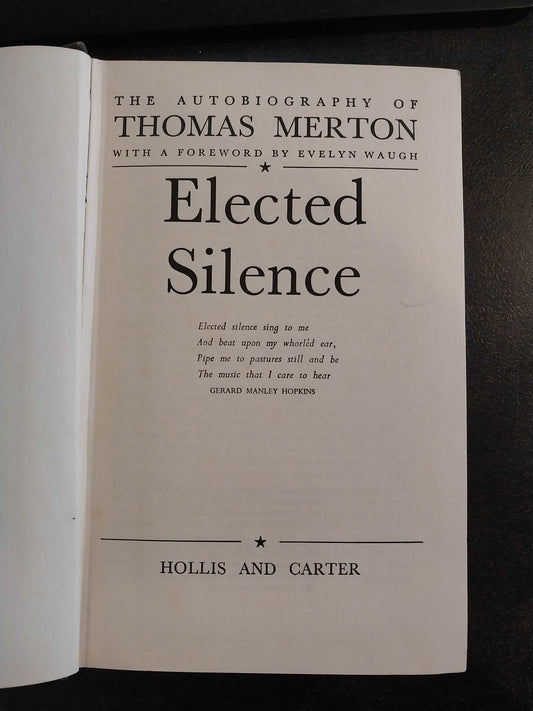 THE AUTOBIOGRAPHY OF
THOMAS MERTON
WITH A FOREWORD BY EVELYN WAUGH
Elected
Silence
Elected silence sing to me
And beat upon my whorlèd ear,
Pipe me to pastures still and be
The music that I care to hear
GERARD MANLEY HOPKINS
HOLLIS AND CARTER